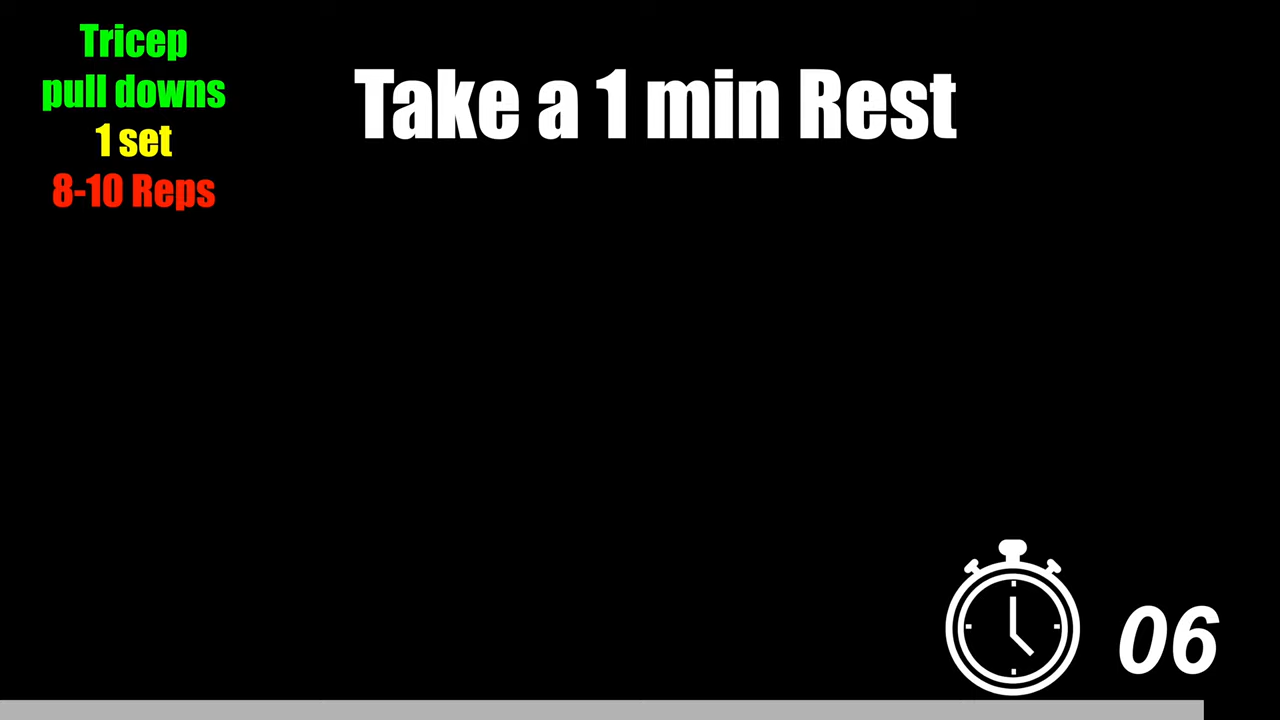 Tricep
pull downs
1 set
8-10 Reps
Take a 1 min Rest
06